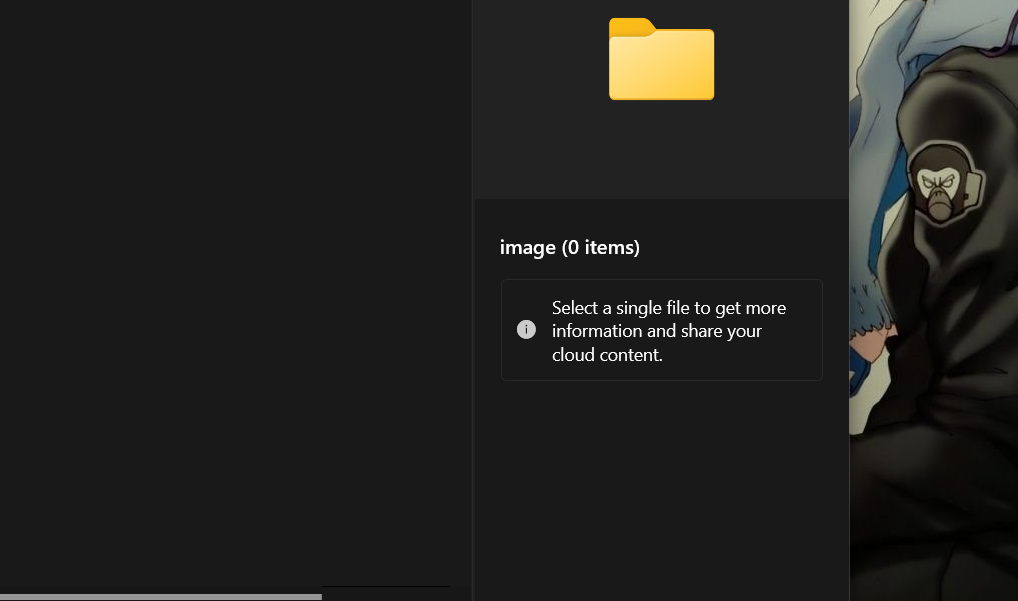 image (0 items)
Select a single file to get more
information and share your
cloud content.